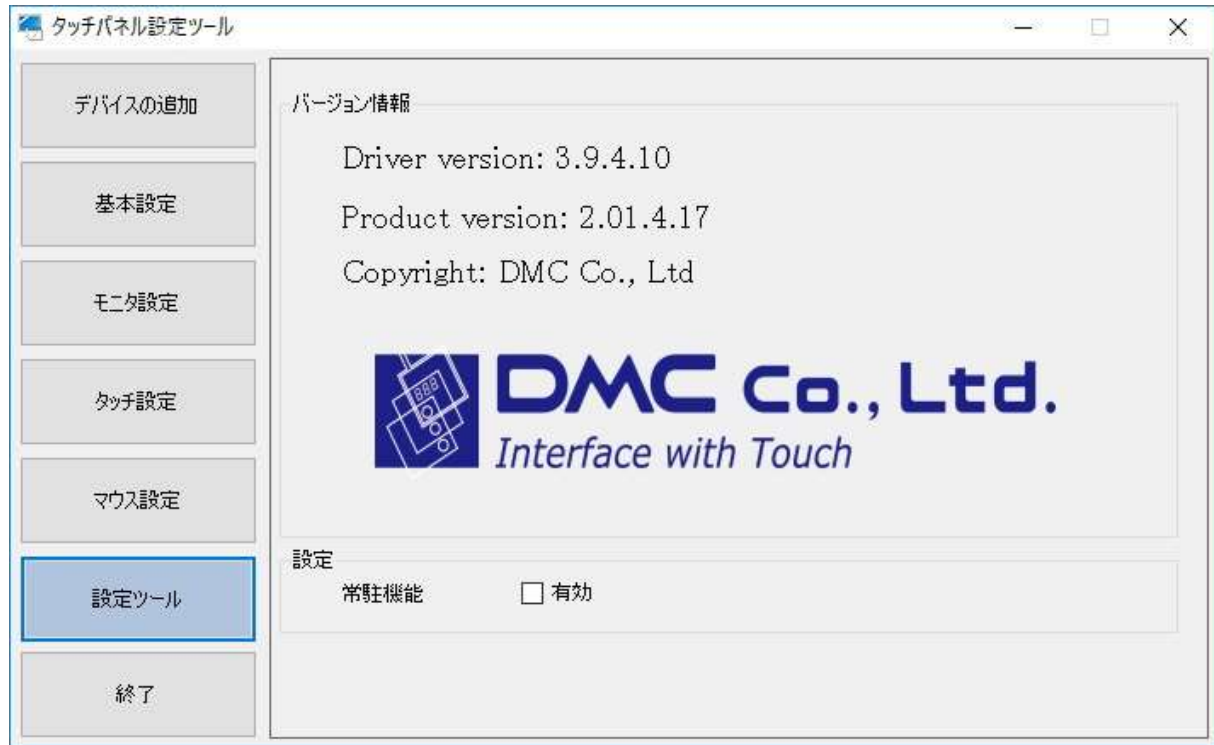 タッチパネル設定ツール
デバイスの追加
基本設定
モニタ設定
タッチ設定
マウス設定
設定ツール
終了
バージョン情報
Driver version: 3.9.4.10
Product version: 2.01.4.17
Copyright: DMC Co., Ltd
888
DMC Co., Ltd.
Interface with Touch
設定
常駐機能 有効